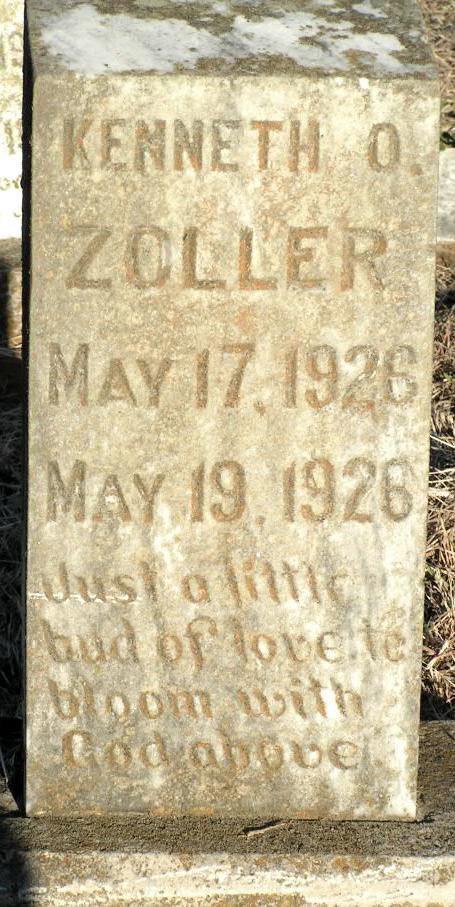 KENNETH O.
ZOLLER
MAY 17, 1926
MAY 19, 1926
Just a little
bud of love to
bloom with
God above